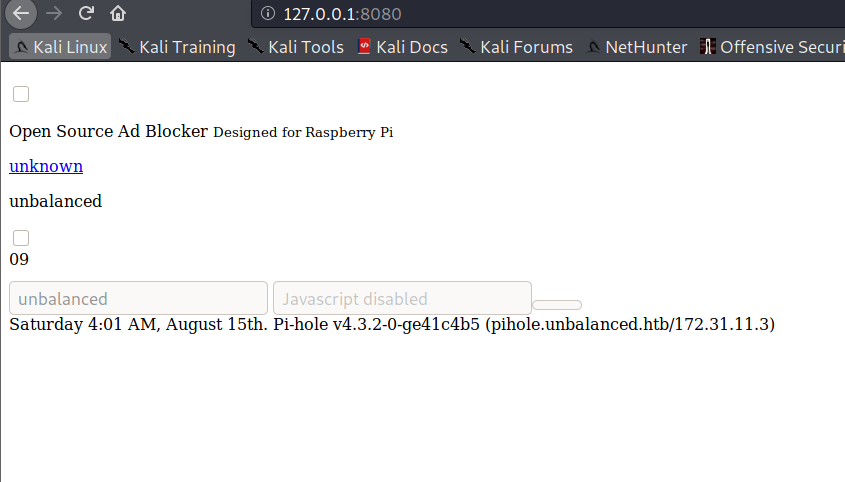 127.0.0.1:8080
Kali Linux Kali Training Kali Tools Kali Docs Kali Forums NetHunter Offensive Securi
Open Source Ad Blocker Designed for Raspberry Pi
unknown
unbalanced
09
unbalanced Javascript disabled
Saturday 4:01 AM, August 15th. Pi-hole v4.3.2-0-ge41c4b5 (pihole.unbalanced.htb/172.31.11.3)